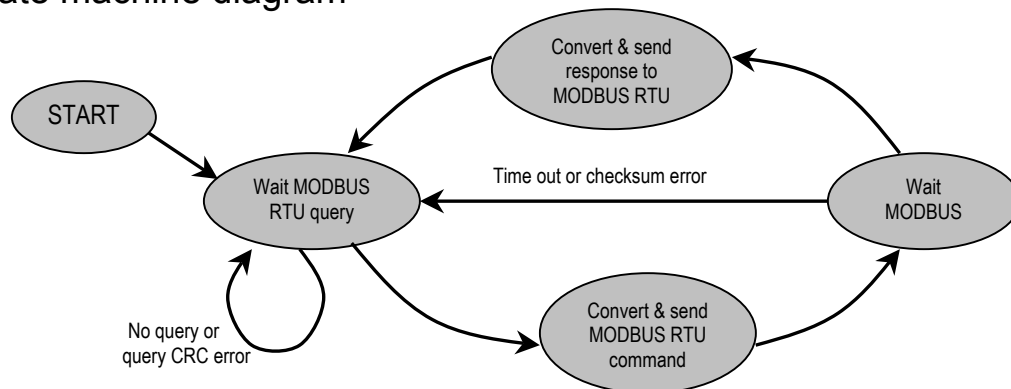 machine diagram
Convert & send
response to
MODBUS RTU
START
Wait MODBUS
RTU query
Time out or checksum error
Wait
MODBUS
Convert & send
MODBUS RTU
command
No query or
query CRC error